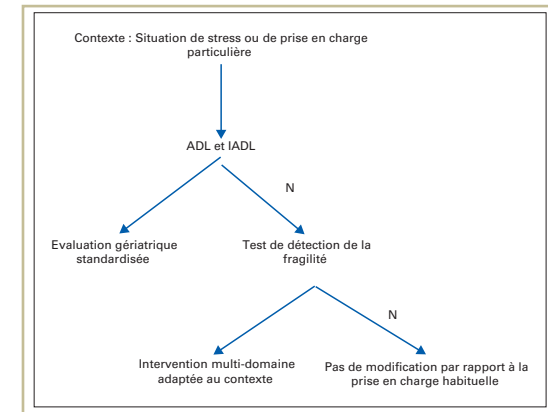 Contexte : Situation de stress ou de prise en charge
particulière
ADL et IADL
N
Evaluation gériatrique
standardisée
Test de détection de la
fragilité
N
Intervention multi-domaine
adaptée au contexte
Pas de modification par rapport à la
prise en charge habituelle